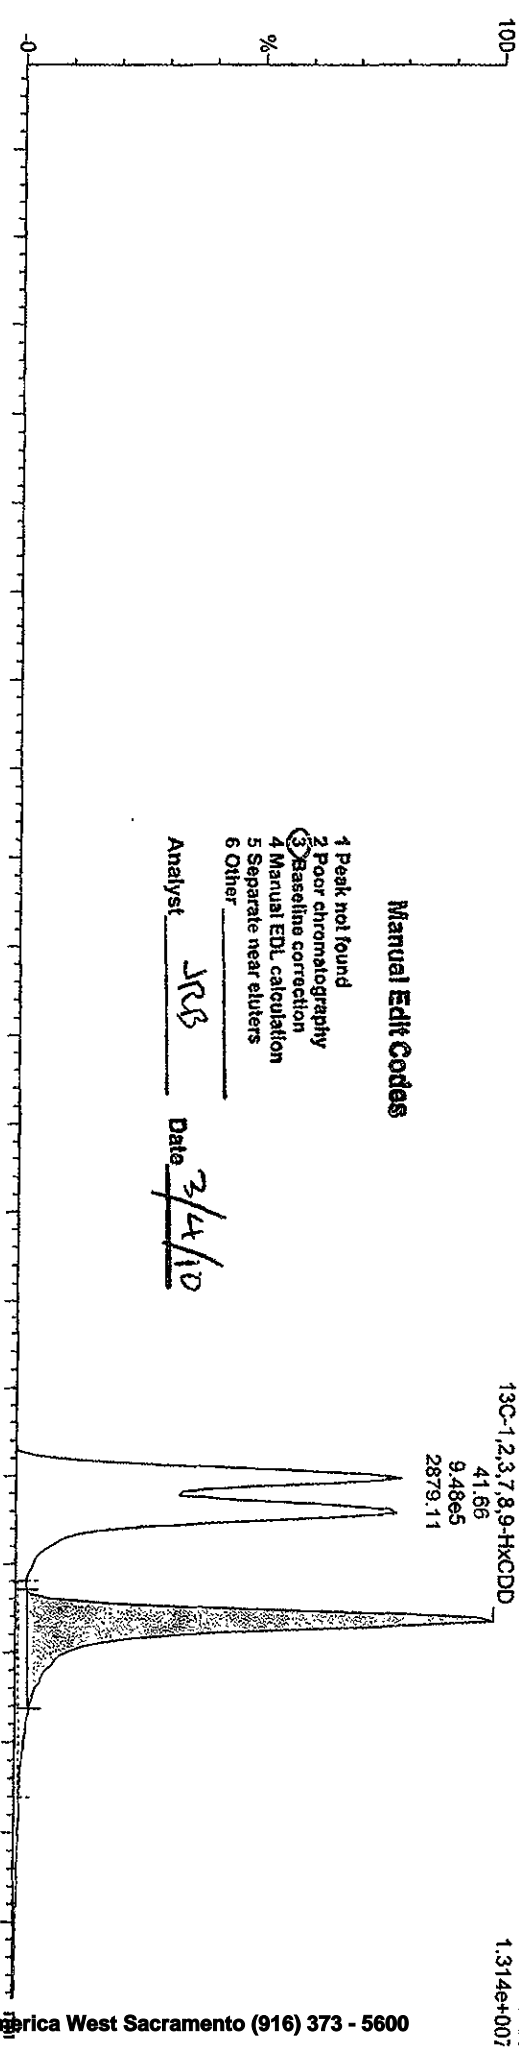 100
%
-0
13C-1,2,3,7,8,9-HxCDD
41.66
9.48e5
2879.11
1.314e+007
Manual Edit Codes
1 Peak not found
2 Poor chromatography
3 Baseline correction
4 Manual EDL calculation
5 Separate near eluters
6 Other
Analyst JRB Date 3/4/10
merica West Sacramento (916) 373 - 5600